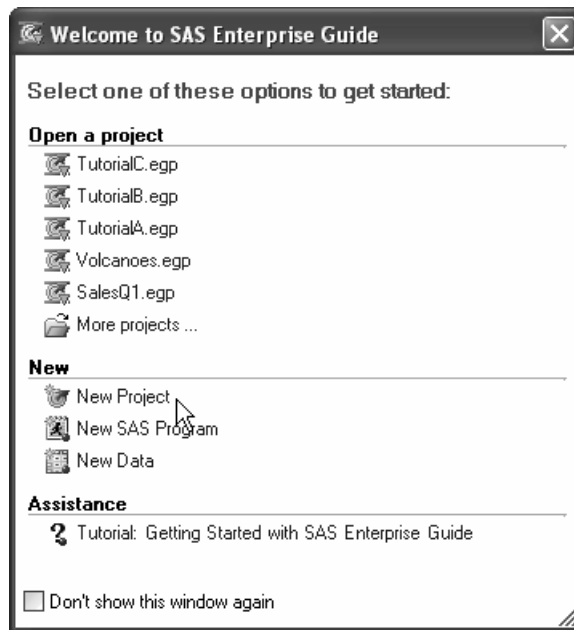 Welcome to SAS Enterprise Guide
Select one of these options to get started:
Open a project
TutorialC.egp
TutorialB.egp
TutorialA.egp
Volcanoes.egp
SalesQ1.egp
More projects ...
New
New Project
New SAS Program
New Data
Assistance
Tutorial: Getting Started with SAS Enterprise Guide
Don't show this window again